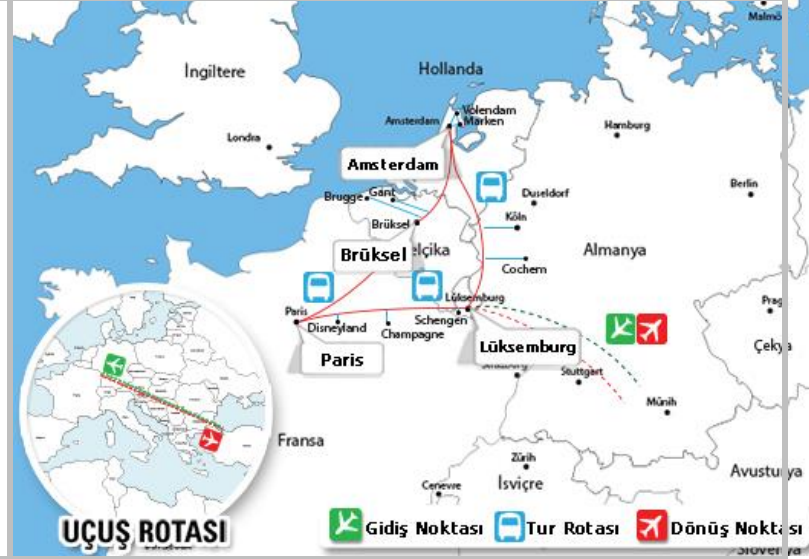 Malmö
İngiltere
Hollanda
Volendam
Amsterdam
Marken
Hamburg
Londra
Amsterdam
Berlin
Brugge
Gant
Duseldorf
Brüksel
Köln
Brüksel
elçika
Almanya
Cochem
Paris
Lüksemburg
Prag
Disneyland
Schengen
Champagne
Paris
Lüksemburg
Çekya
Stuttgart
Münih
Fransa
Zürih
Cenevre
İsviçre
Avusturya
UÇUŞ ROTASI
Gidiş Noktası
Tur Rotası
Dönüş Noktası
Slovenya